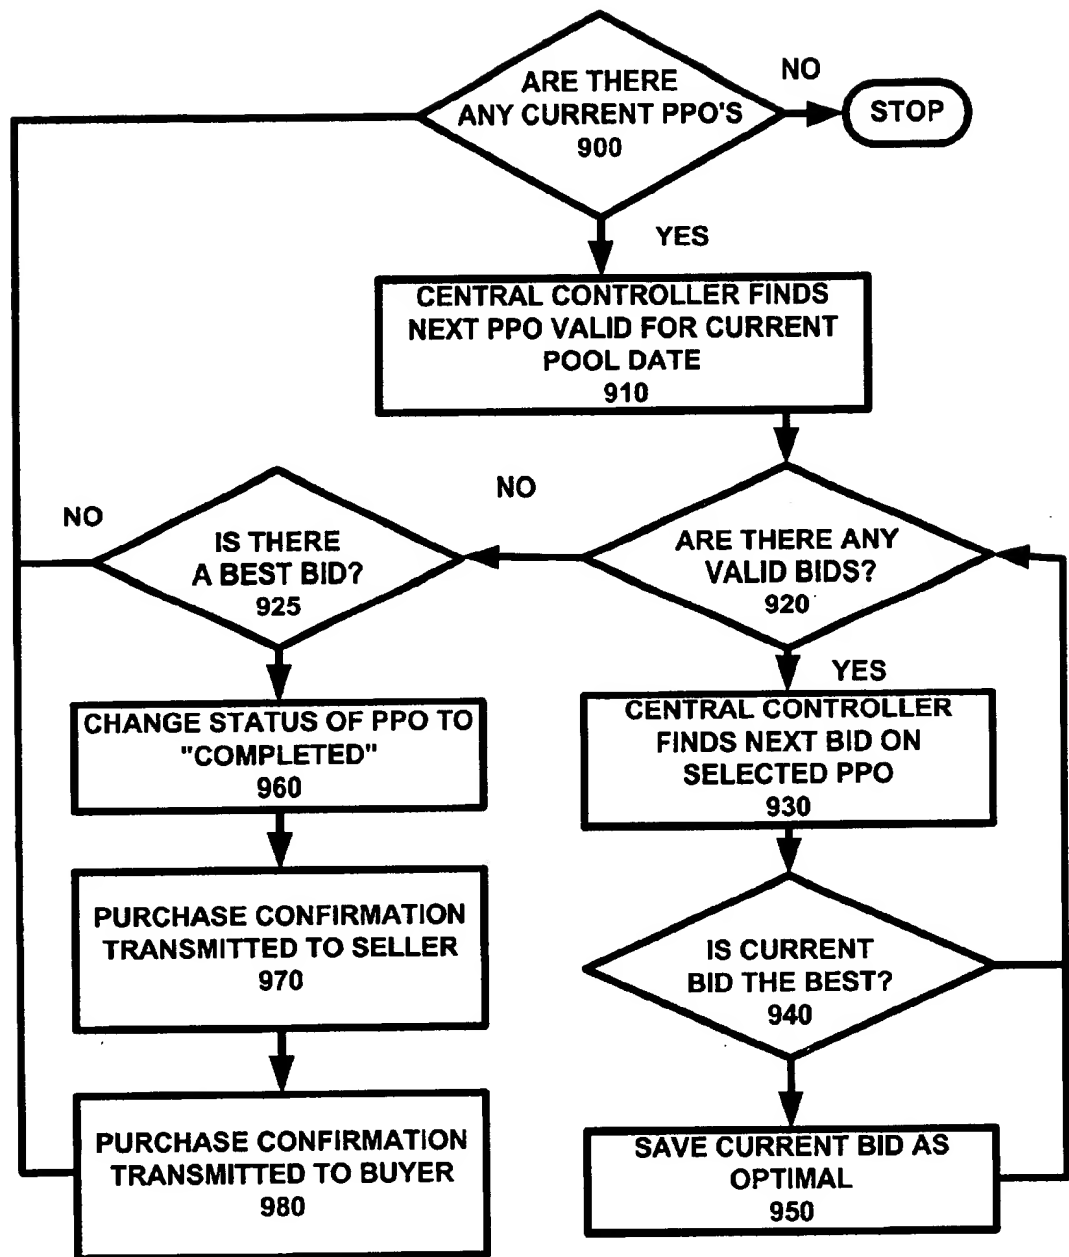 ARE THERE
ANY CURRENT PPO'S
900
NO
STOP
YES
CENTRAL CONTROLLER FINDS
NEXT PPO VALID FOR CURRENT
POOL DATE
910
NO
IS THERE
A BEST BID?
925
NO
ARE THERE ANY
VALID BIDS?
920
YES
CHANGE STATUS OF PPO TO
"COMPLETED"
960
CENTRAL CONTROLLER
FINDS NEXT BID ON
SELECTED PPO
930
PURCHASE CONFIRMATION
TRANSMITTED TO SELLER
970
IS CURRENT
BID THE BEST?
940
PURCHASE CONFIRMATION
TRANSMITTED TO BUYER
980
SAVE CURRENT BID AS
OPTIMAL
950